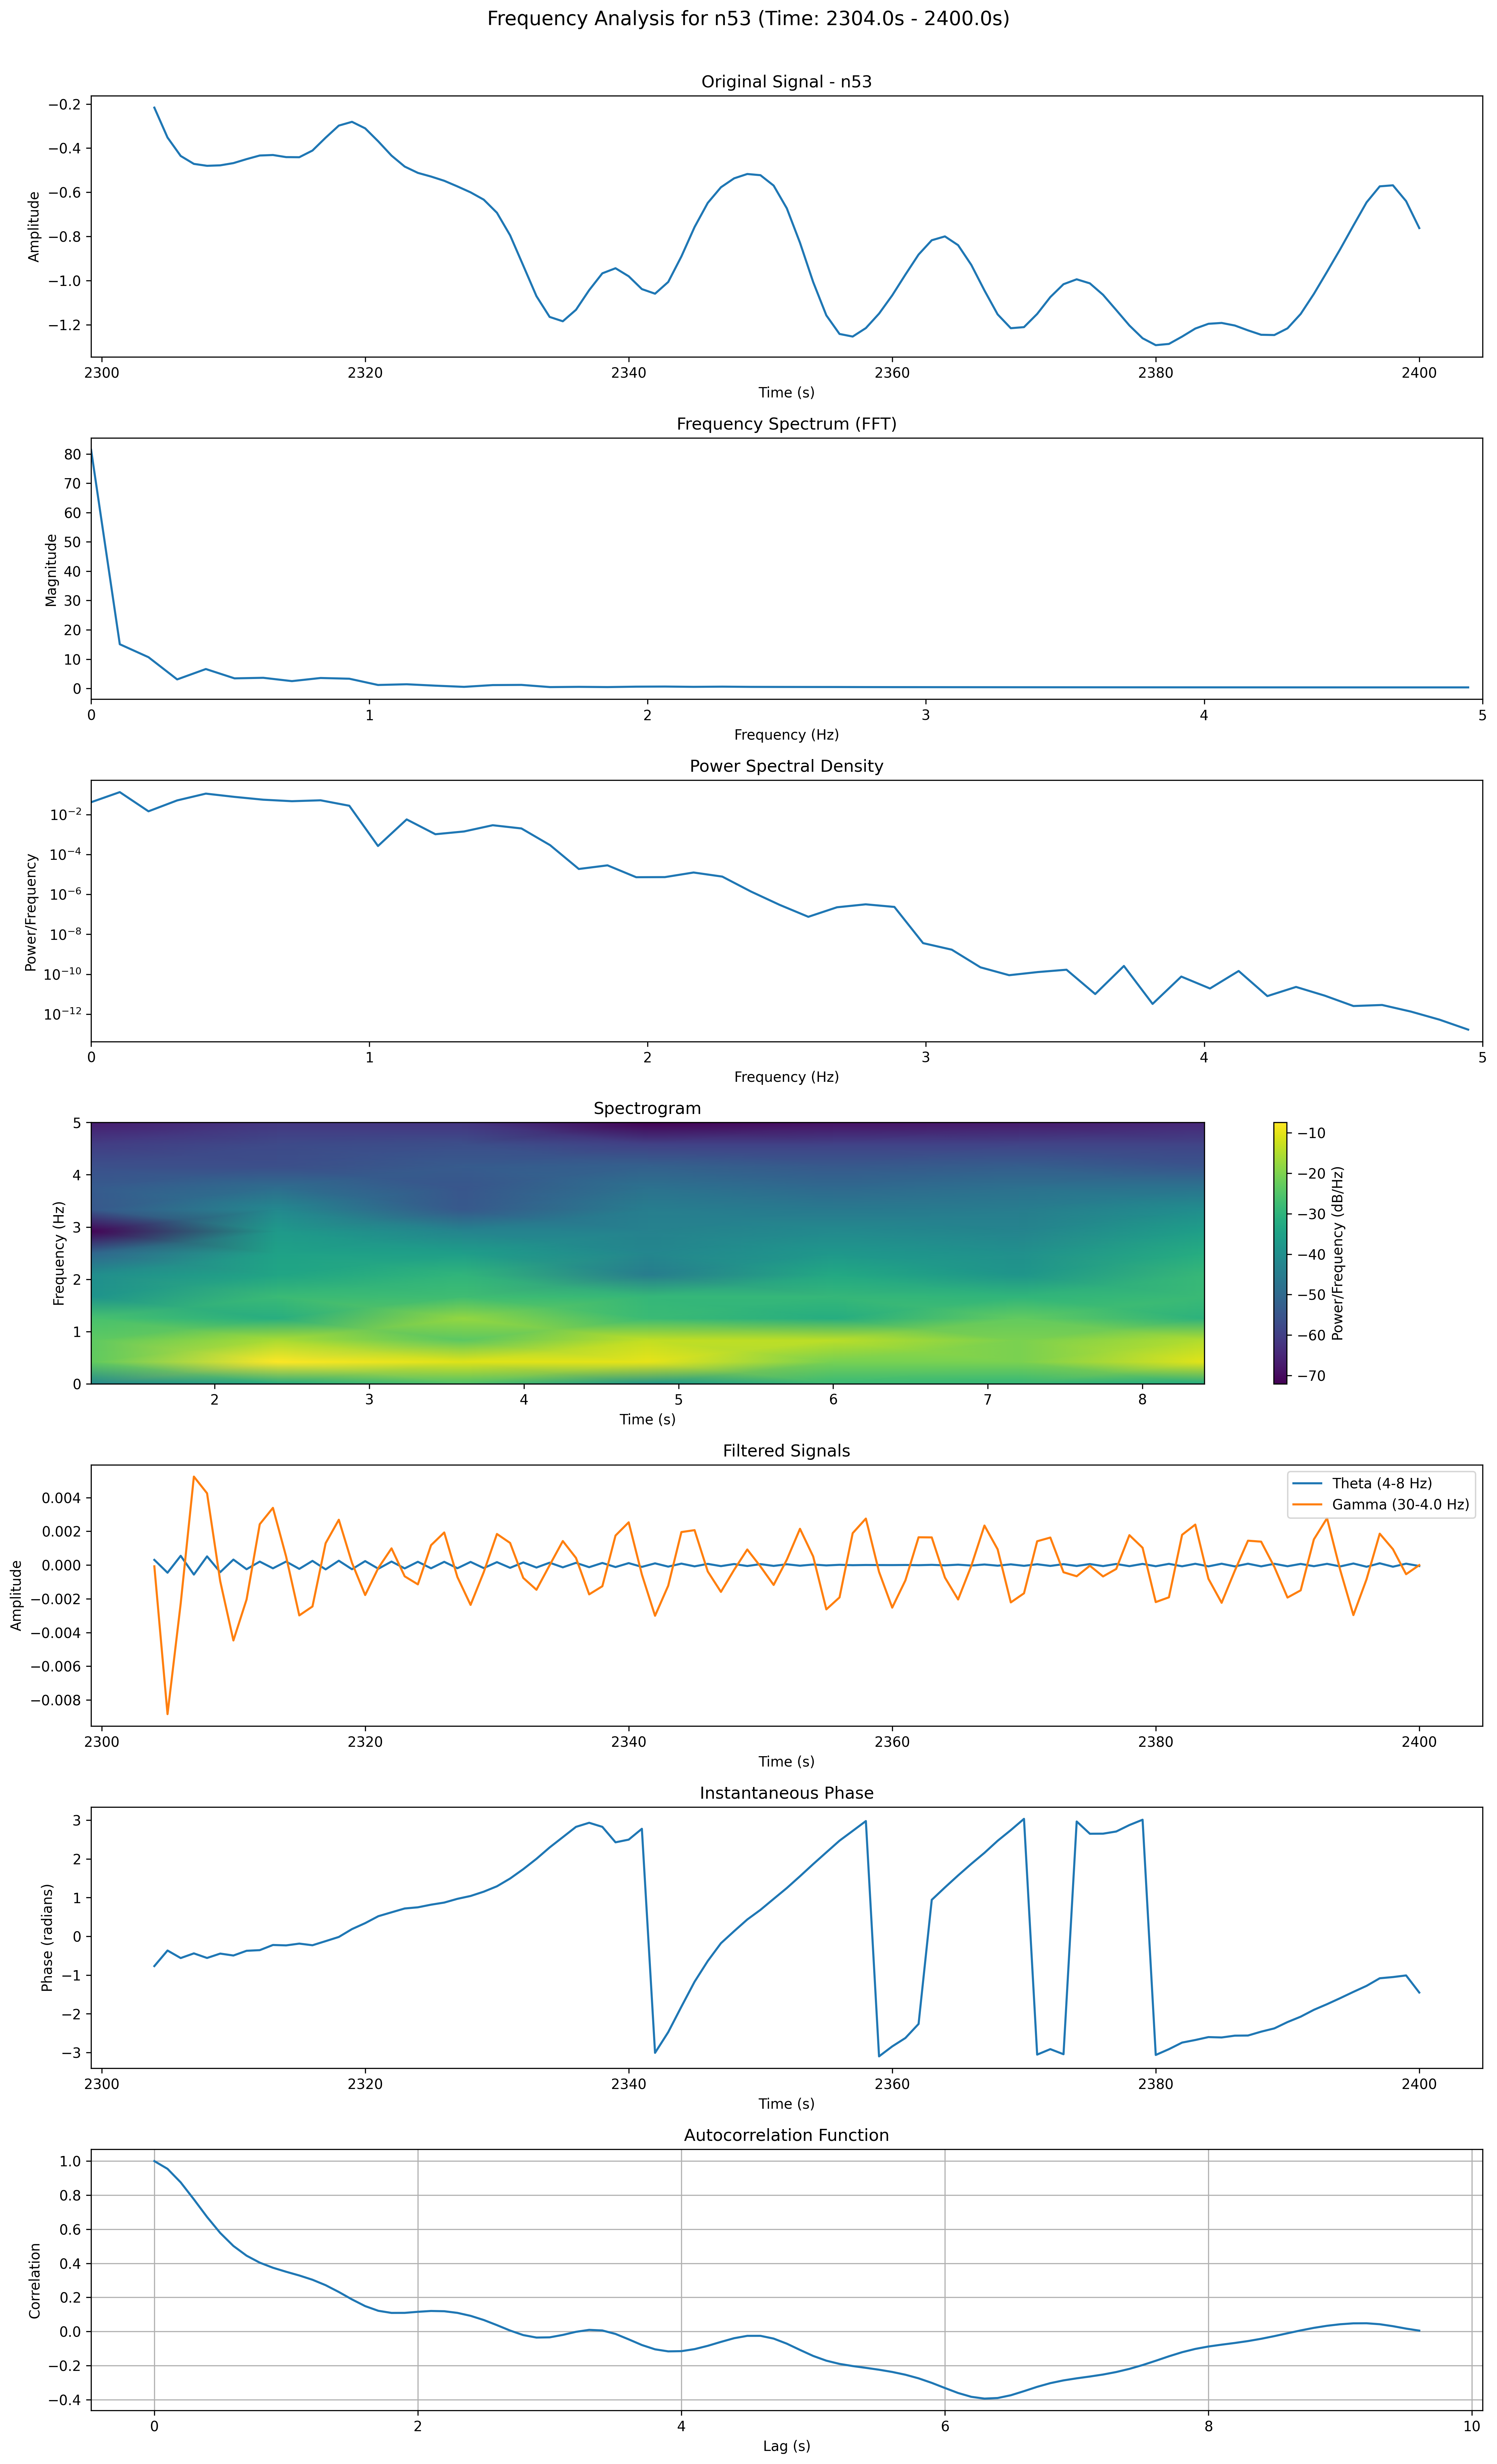 Frequency Analysis for n53 (Time: 2304.0s - 2400.0s)
Original Signal - n53
Amplitude
−0.2
−0.4
−0.6
−0.8
−1.0
−1.2
2300 2320 2340 2360 2380 2400
Time (s)
Frequency Spectrum (FFT)
Magnitude
80
70
60
50
40
30
20
10
0
0 1 2 3 4 5
Frequency (Hz)
Power Spectral Density
Power/Frequency
10⁻²
10⁻⁴
10⁻⁶
10⁻⁸
10⁻¹⁰
10⁻¹²
0 1 2 3 4 5
Frequency (Hz)
Spectrogram
Frequency (Hz)
5
4
3
2
1
0
2 3 4 5 6 7 8
Time (s)
−10
−20
−30
−40
−50
−60
−70
Power/Frequency (dB/Hz)
Filtered Signals
Theta (4-8 Hz)
Gamma (30-4.0 Hz)
Amplitude
0.004
0.002
0.000
−0.002
−0.004
−0.006
−0.008
2300 2320 2340 2360 2380 2400
Time (s)
Instantaneous Phase
Phase (radians)
3
2
1
0
−1
−2
−3
2300 2320 2340 2360 2380 2400
Time (s)
Autocorrelation Function
Correlation
1.0
0.8
0.6
0.4
0.2
0.0
−0.2
−0.4
0 2 4 6 8 10
Lag (s)